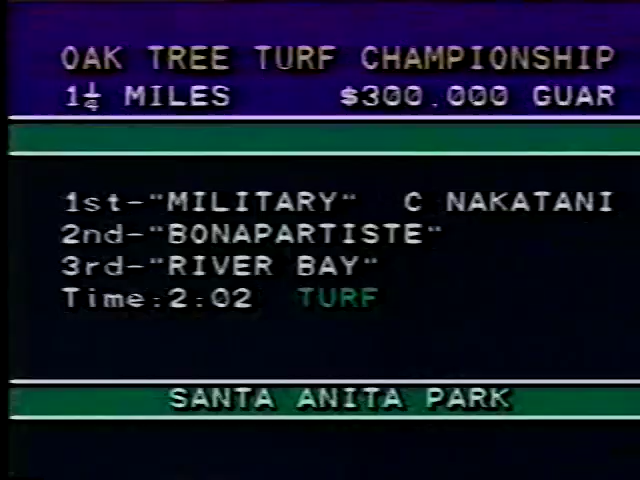 OAK TREE TURF CHAMPIONSHIP
1¼ MILES $300.000 GUAR
1st-"MILITARY" C NAKATANI
2nd-"BONAPARTISTE"
3rd-"RIVER BAY"
Time:2:02 TURF
SANTA ANITA PARK